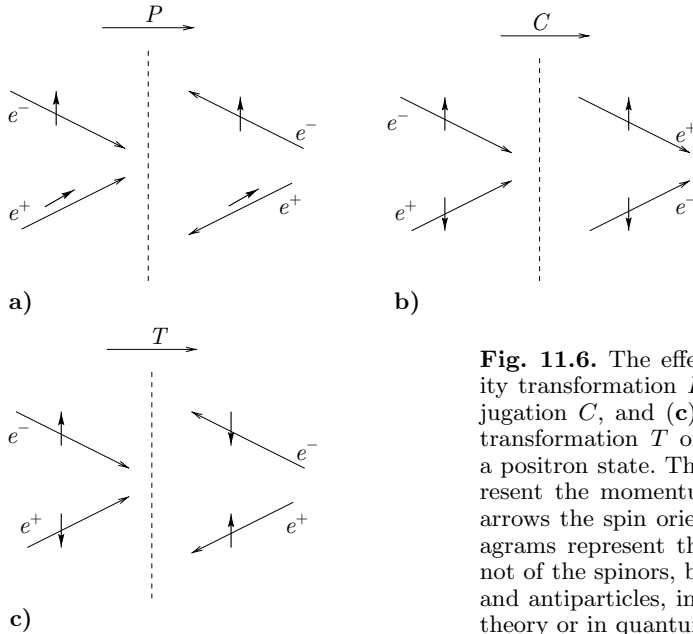 P
e⁻
e⁻
e⁺
e⁺
a)
C
e⁻
e⁺
e⁺
e⁻
b)
T
e⁻
e⁻
e⁺
e⁺
c)
Fig. 11.6. The effe
ity transformation
jugation C, and (c)
transformation T o
a positron state. Th
resent the momentu
arrows the spin orie
agrams represent th
not of the spinors, b
and antiparticles, in
theory or in quantu